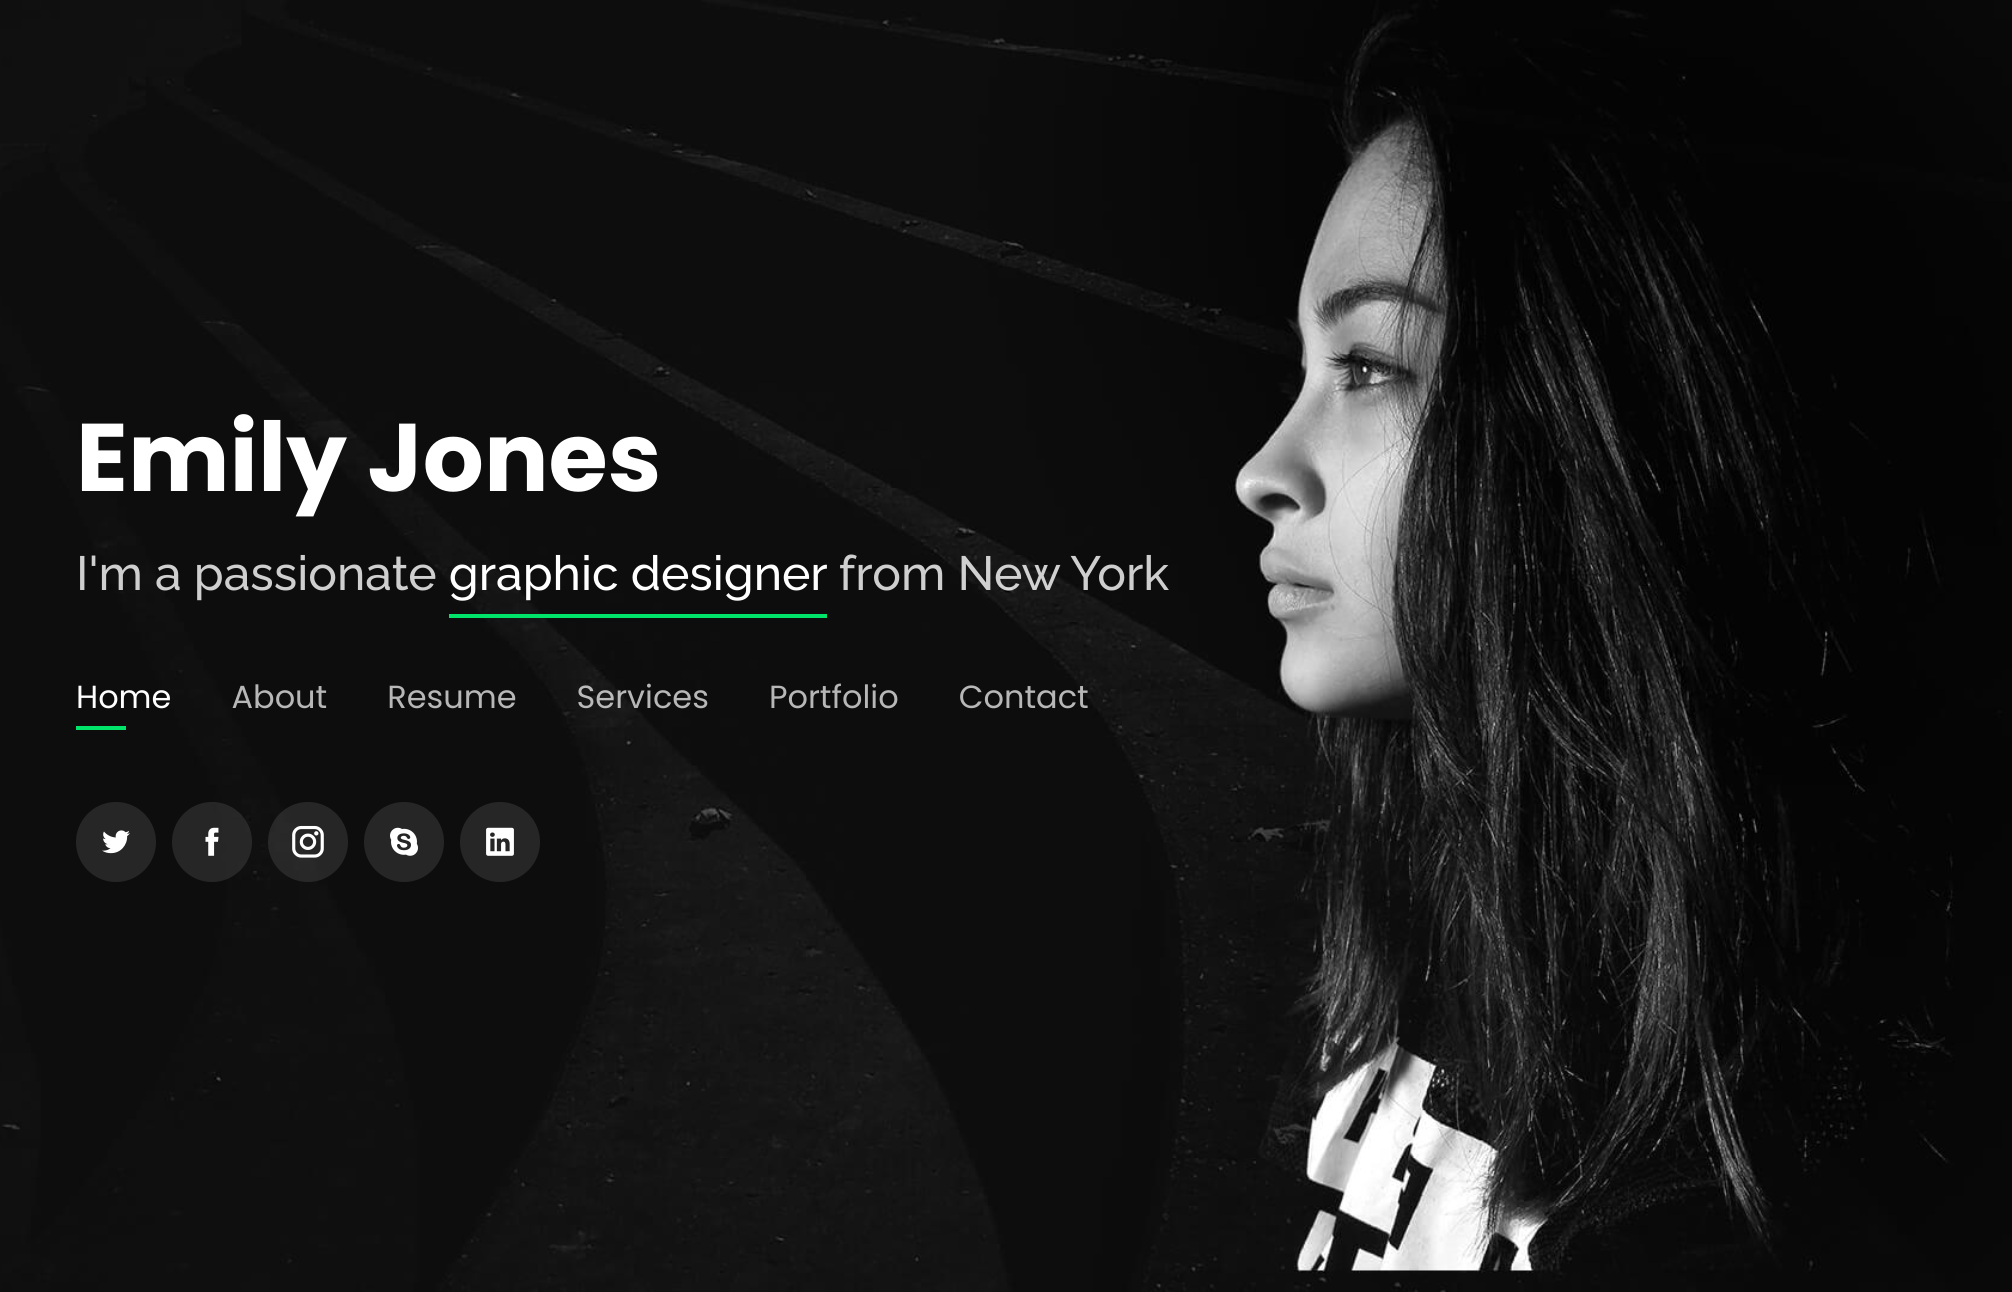 Emily Jones
I'm a passionate graphic designer from New York
Home About Resume Services Portfolio Contact